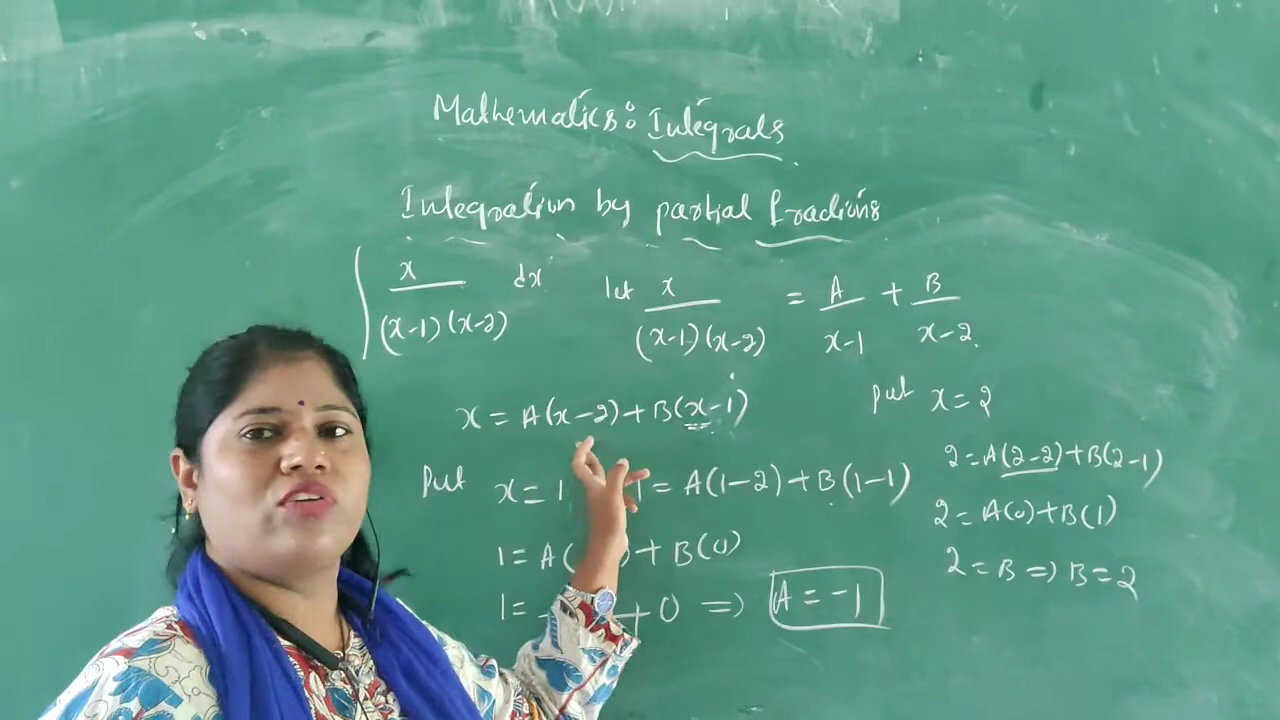 Mathematics: Integrals
Integration by partial fractions
∫ x/((x-1)(x-2)) dx let x/((x-1)(x-2)) = A/(x-1) + B/(x-2)
x = A(x-2) + B(x-1)
Put x = 1 1 = A(1-2) + B(1-1)
1 = A( ) + B(0)
1 = + 0 => A = -1
put x = 2
2 = A(2-2) + B(2-1)
2 = A(0) + B(1)
2 = B => B = 2